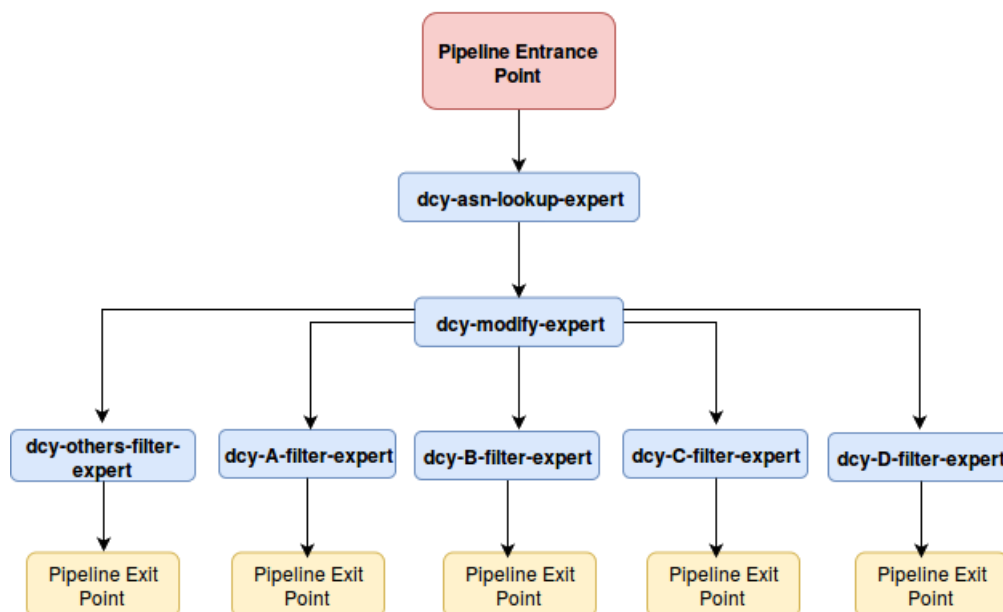 Pipeline Entrance
Point
dcy-asn-lookup-expert
dcy-modify-expert
dcy-others-filter-
expert
dcy-A-filter-expert
dcy-B-filter-expert
dcy-C-filter-expert
dcy-D-filter-expert
Pipeline Exit
Point
Pipeline Exit
Point
Pipeline Exit
Point
Pipeline Exit
Point
Pipeline Exit
Point